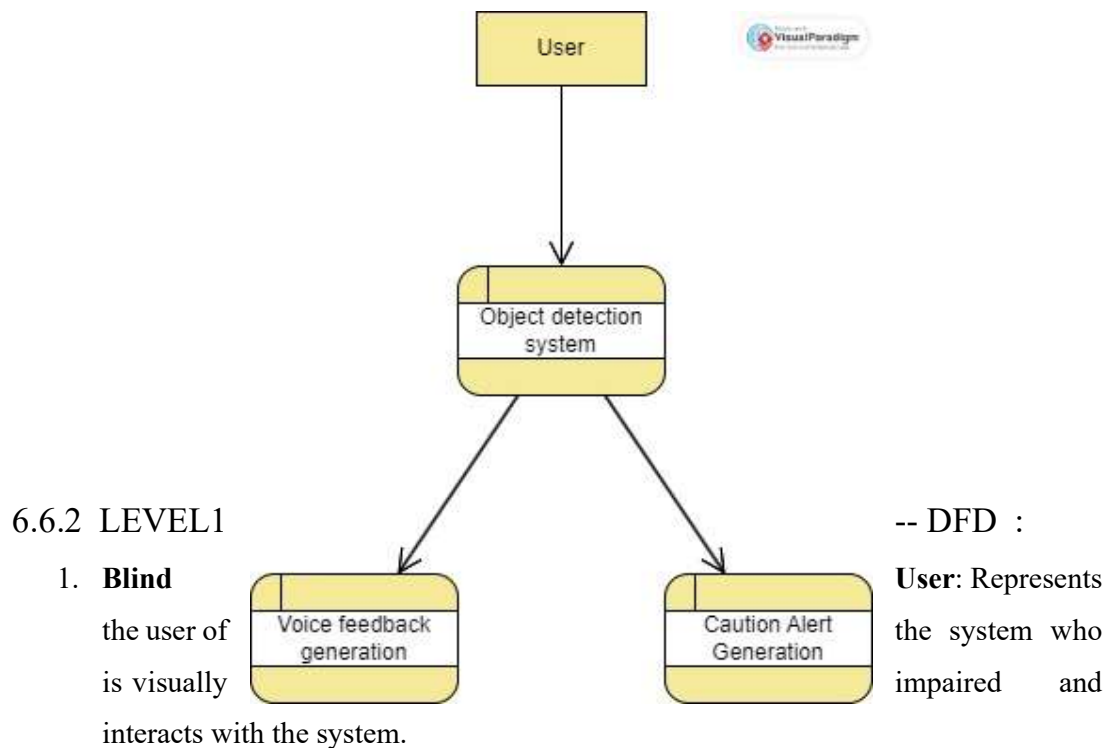 User
VisualParadigm
Object detection
system
6.6.2 LEVEL1 -- DFD :
1. Blind User: Represents
the user of the system who
is visually impaired and
interacts with the system.
Voice feedback
generation
Caution Alert
Generation